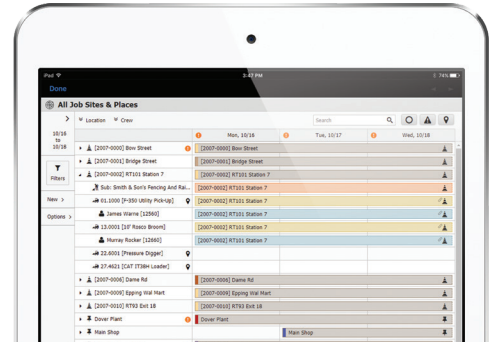 iPad 3:47 PM 74%
Done
All Job Sites & Places
> Location Crew Search
10/16 to 10/18
Mon, 10/16 Tue, 10/17 Wed, 10/18
[2007-0000] Bow Street [2007-0000] Bow Street
[2007-0001] Bridge Street [2007-0001] Bridge Street
Filters
[2007-0002] RT101 Station 7 [2007-0002] RT101 Station 7
Sub: Smith & Son's Fencing And Rai... [2007-0002] RT101 Station 7
New >
01.1000 [F-350 Utility Pick-Up] [2007-0002] RT101 Station 7
Options >
James Warne [12560] [2007-0002] RT101 Station 7
13.0001 [10' Rosco Broom] [2007-0002] RT101 Station 7
Murray Rocker [12660] [2007-0002] RT101 Station 7
22.6001 [Pressure Digger]
27.4621 [CAT IT38H Loader]
[2007-0006] Dame Rd [2007-0006] Dame Rd
[2007-0009] Epping Wal Mart [2007-0009] Epping Wal Mart
[2007-0010] RT93 Exit 18 [2007-0010] RT93 Exit 18
Dover Plant Dover Plant
Main Shop Main Shop